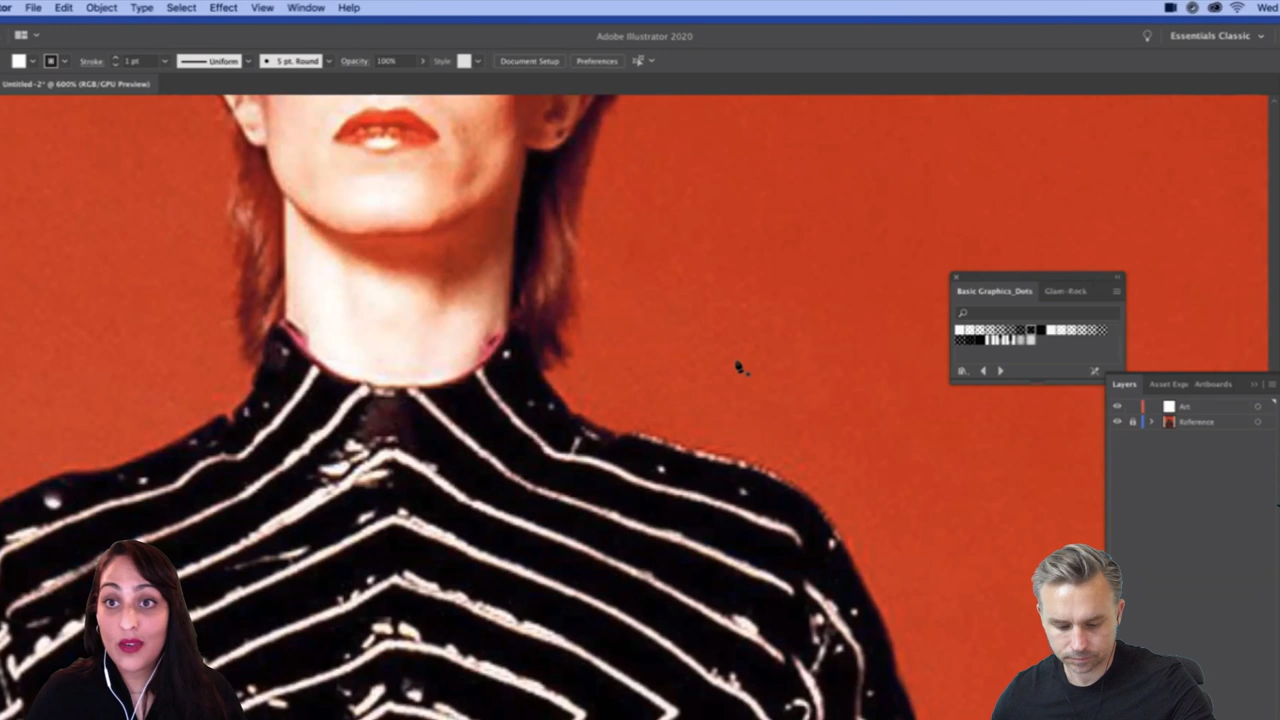 tor File Edit Object Type Select Effect View Window Help Wed
Adobe Illustrator 2020 Essentials Classic
Stroke: 1 pt Uniform 5 pt. Round Opacity: 100% Style: Document Setup Preferences
Untitled-2* @ 600% (RGB/GPU Preview)
Basic Graphics_Dots Glam-Rock
Layers Asset Expo Artboards
Art
Reference